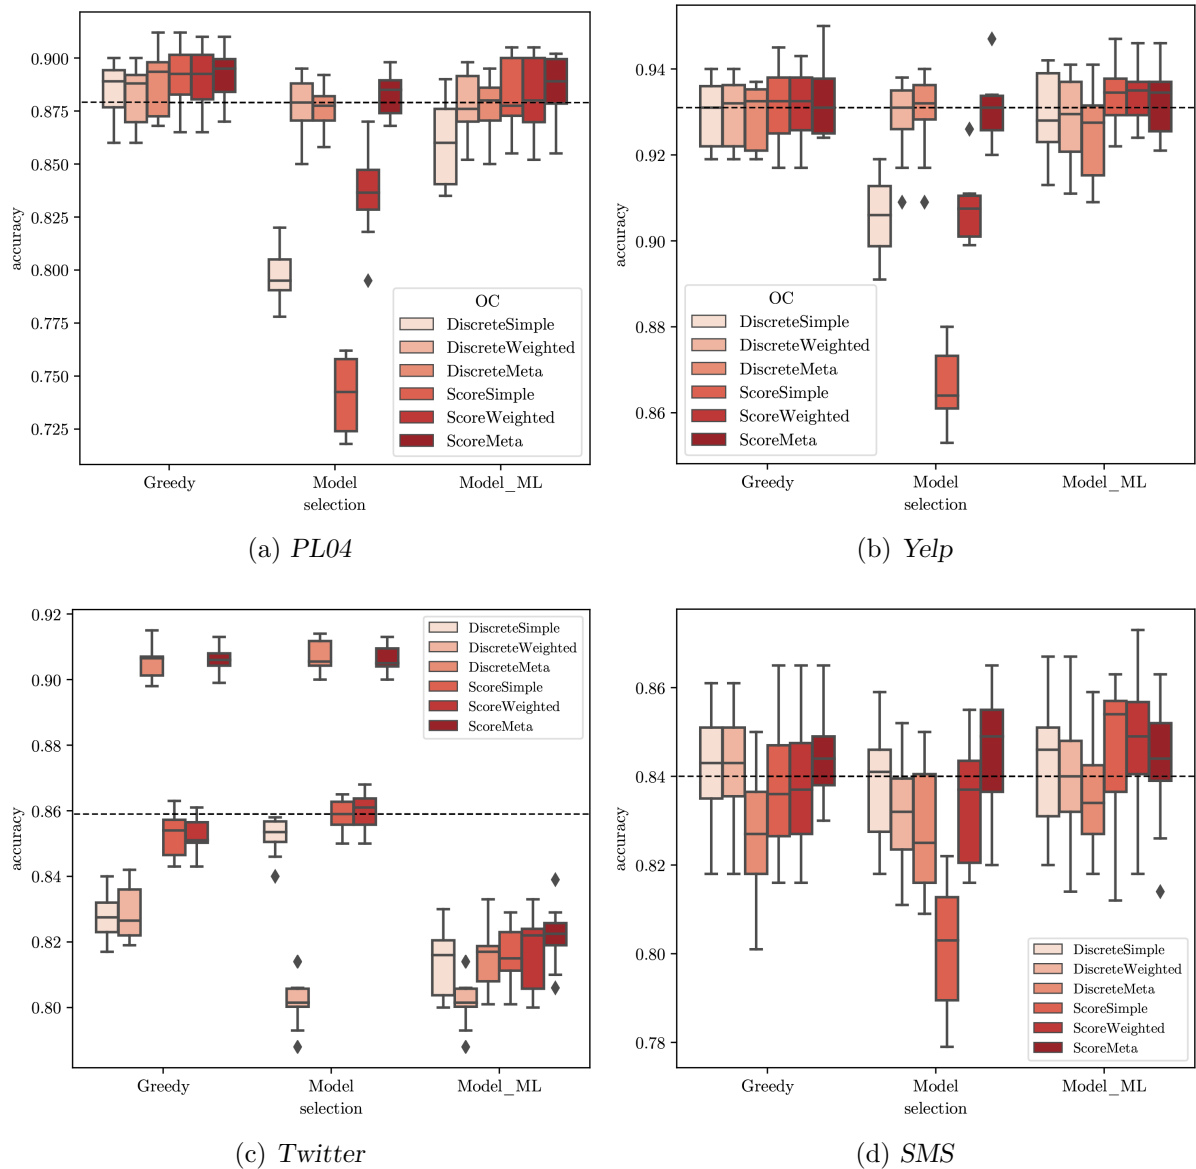 0.900
0.875
0.850
0.825
0.800
0.775
0.750
0.725
accuracy
OC
DiscreteSimple
DiscreteWeighted
DiscreteMeta
ScoreSimple
ScoreWeighted
ScoreMeta
Greedy Model Model_ML
selection
(a) PL04
0.94
0.92
0.90
0.88
0.86
accuracy
OC
DiscreteSimple
DiscreteWeighted
DiscreteMeta
ScoreSimple
ScoreWeighted
ScoreMeta
Greedy Model Model_ML
selection
(b) Yelp
0.92
0.90
0.88
0.86
0.84
0.82
0.80
accuracy
DiscreteSimple
DiscreteWeighted
DiscreteMeta
ScoreSimple
ScoreWeighted
ScoreMeta
Greedy Model Model_ML
selection
(c) Twitter
0.86
0.84
0.82
0.80
0.78
accuracy
DiscreteSimple
DiscreteWeighted
DiscreteMeta
ScoreSimple
ScoreWeighted
ScoreMeta
Greedy Model Model_ML
selection
(d) SMS